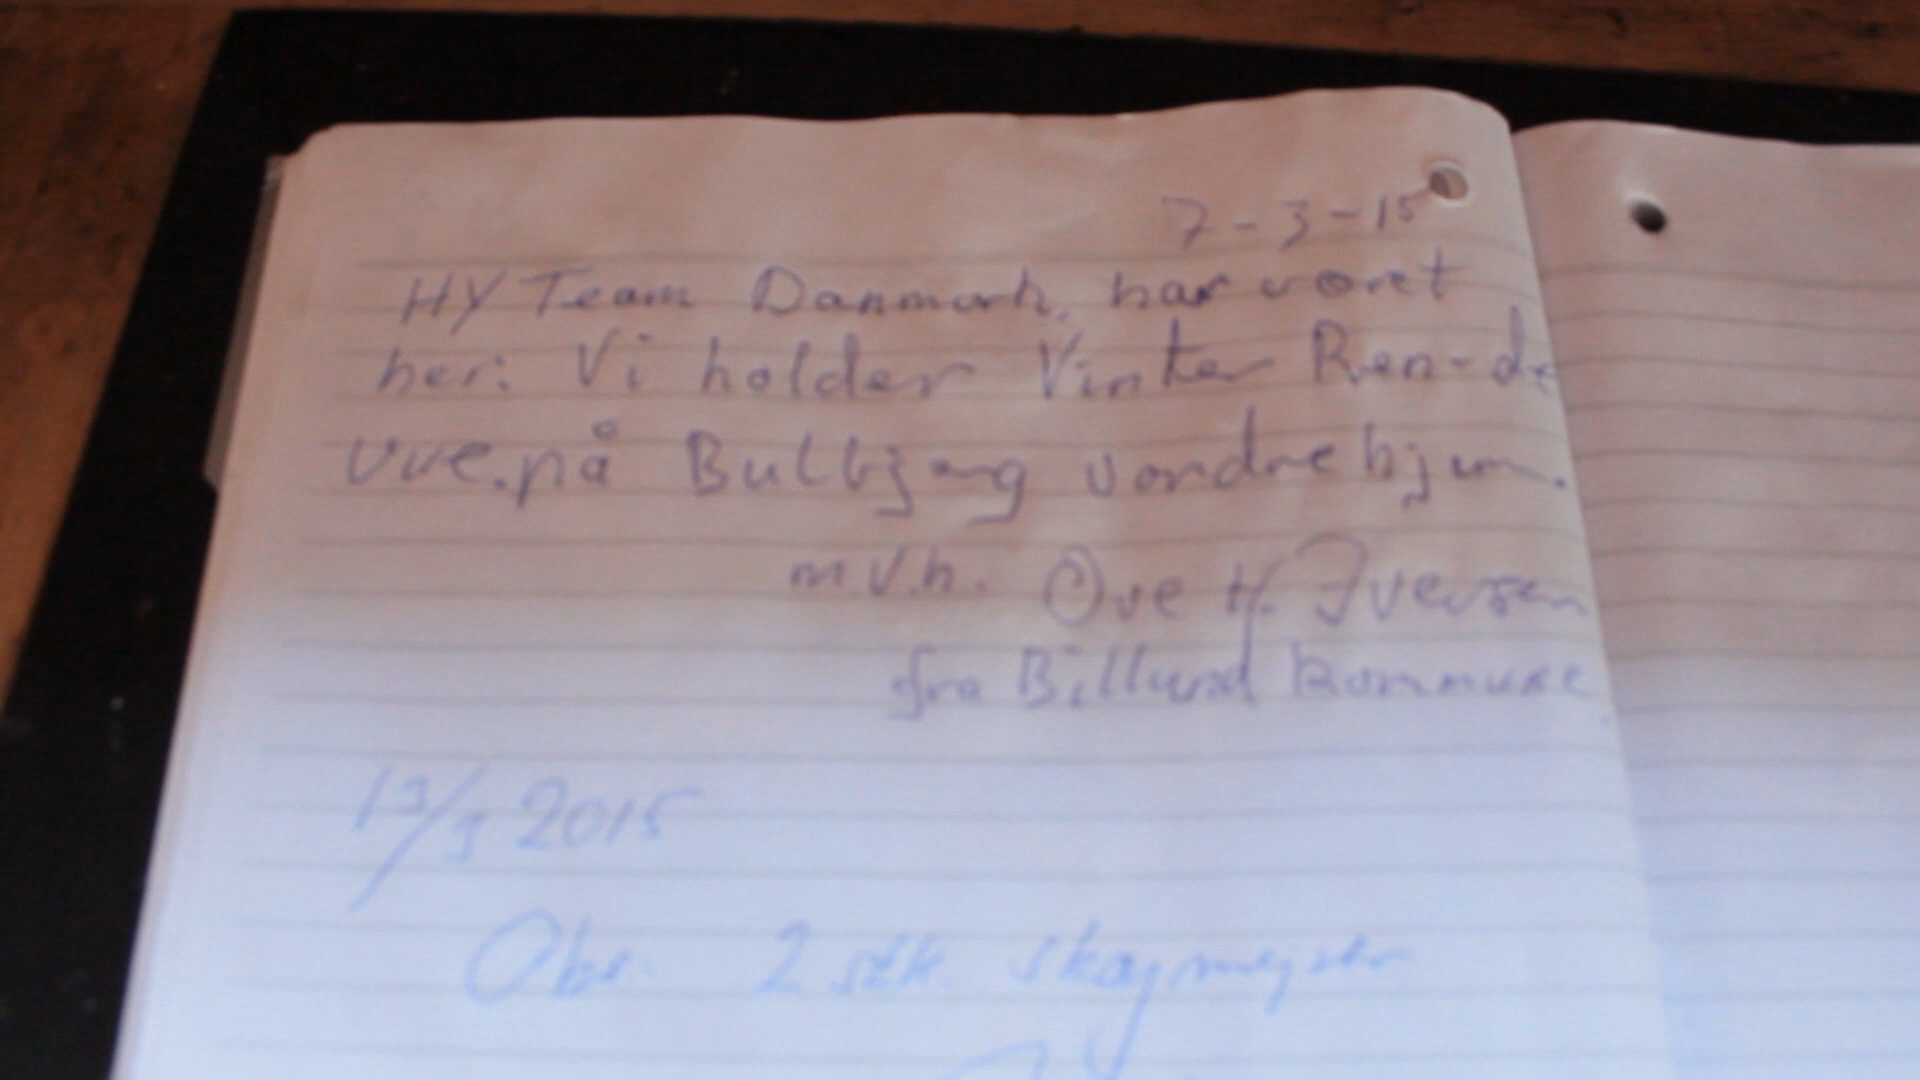 7-3-15
HY Team Danmark, har været
her. Vi holder Vinter Ren-de
vue. på Bulbjerg vandrehjem.
m.v.h. Ove H. Iversen
fra Billund kommune
13/3 2015
Obs. 2 stk.